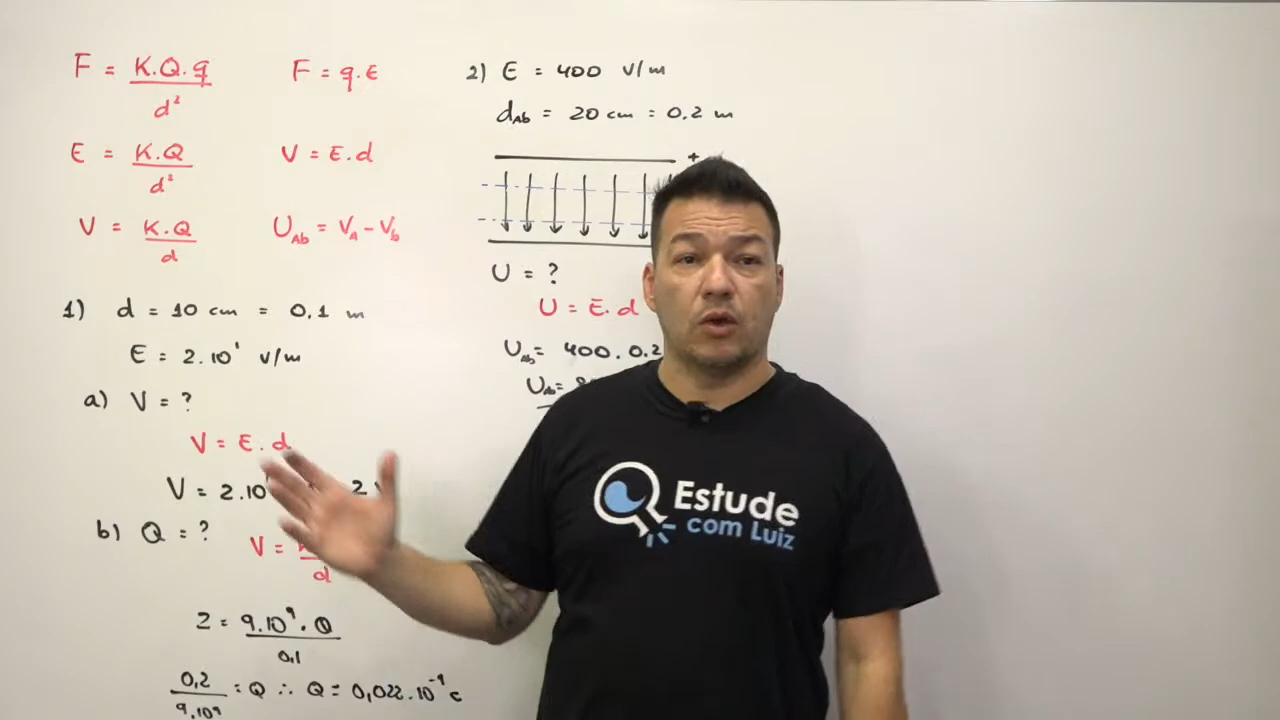 F = K.Q.q
d²
F = q.E
E = K.Q
d²
V = E.d
V = K.Q
d
U_AB = V_A - V_b
1) d = 10 cm = 0,1 m
E = 2.10¹ v/m
a) V = ?
V = E.d
V = 2.10
2
b) Q = ?
V =
d
2 = 9.10⁹.Q
0,1
0,2
9.10⁹
= Q ∴ Q = 0,022.10⁻⁹ c
2) E = 400 v/m
d_AB = 20 cm = 0.2 m
+
U = ?
U = E.d
U_AB = 400.0.2
U_AB =
Estude
com Luiz